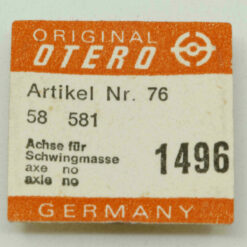 ORIGINAL
OTERO
Artikel Nr. 76
58 581
Achse für
Schwingmasse
axe no
axle no
1496
GERMANY